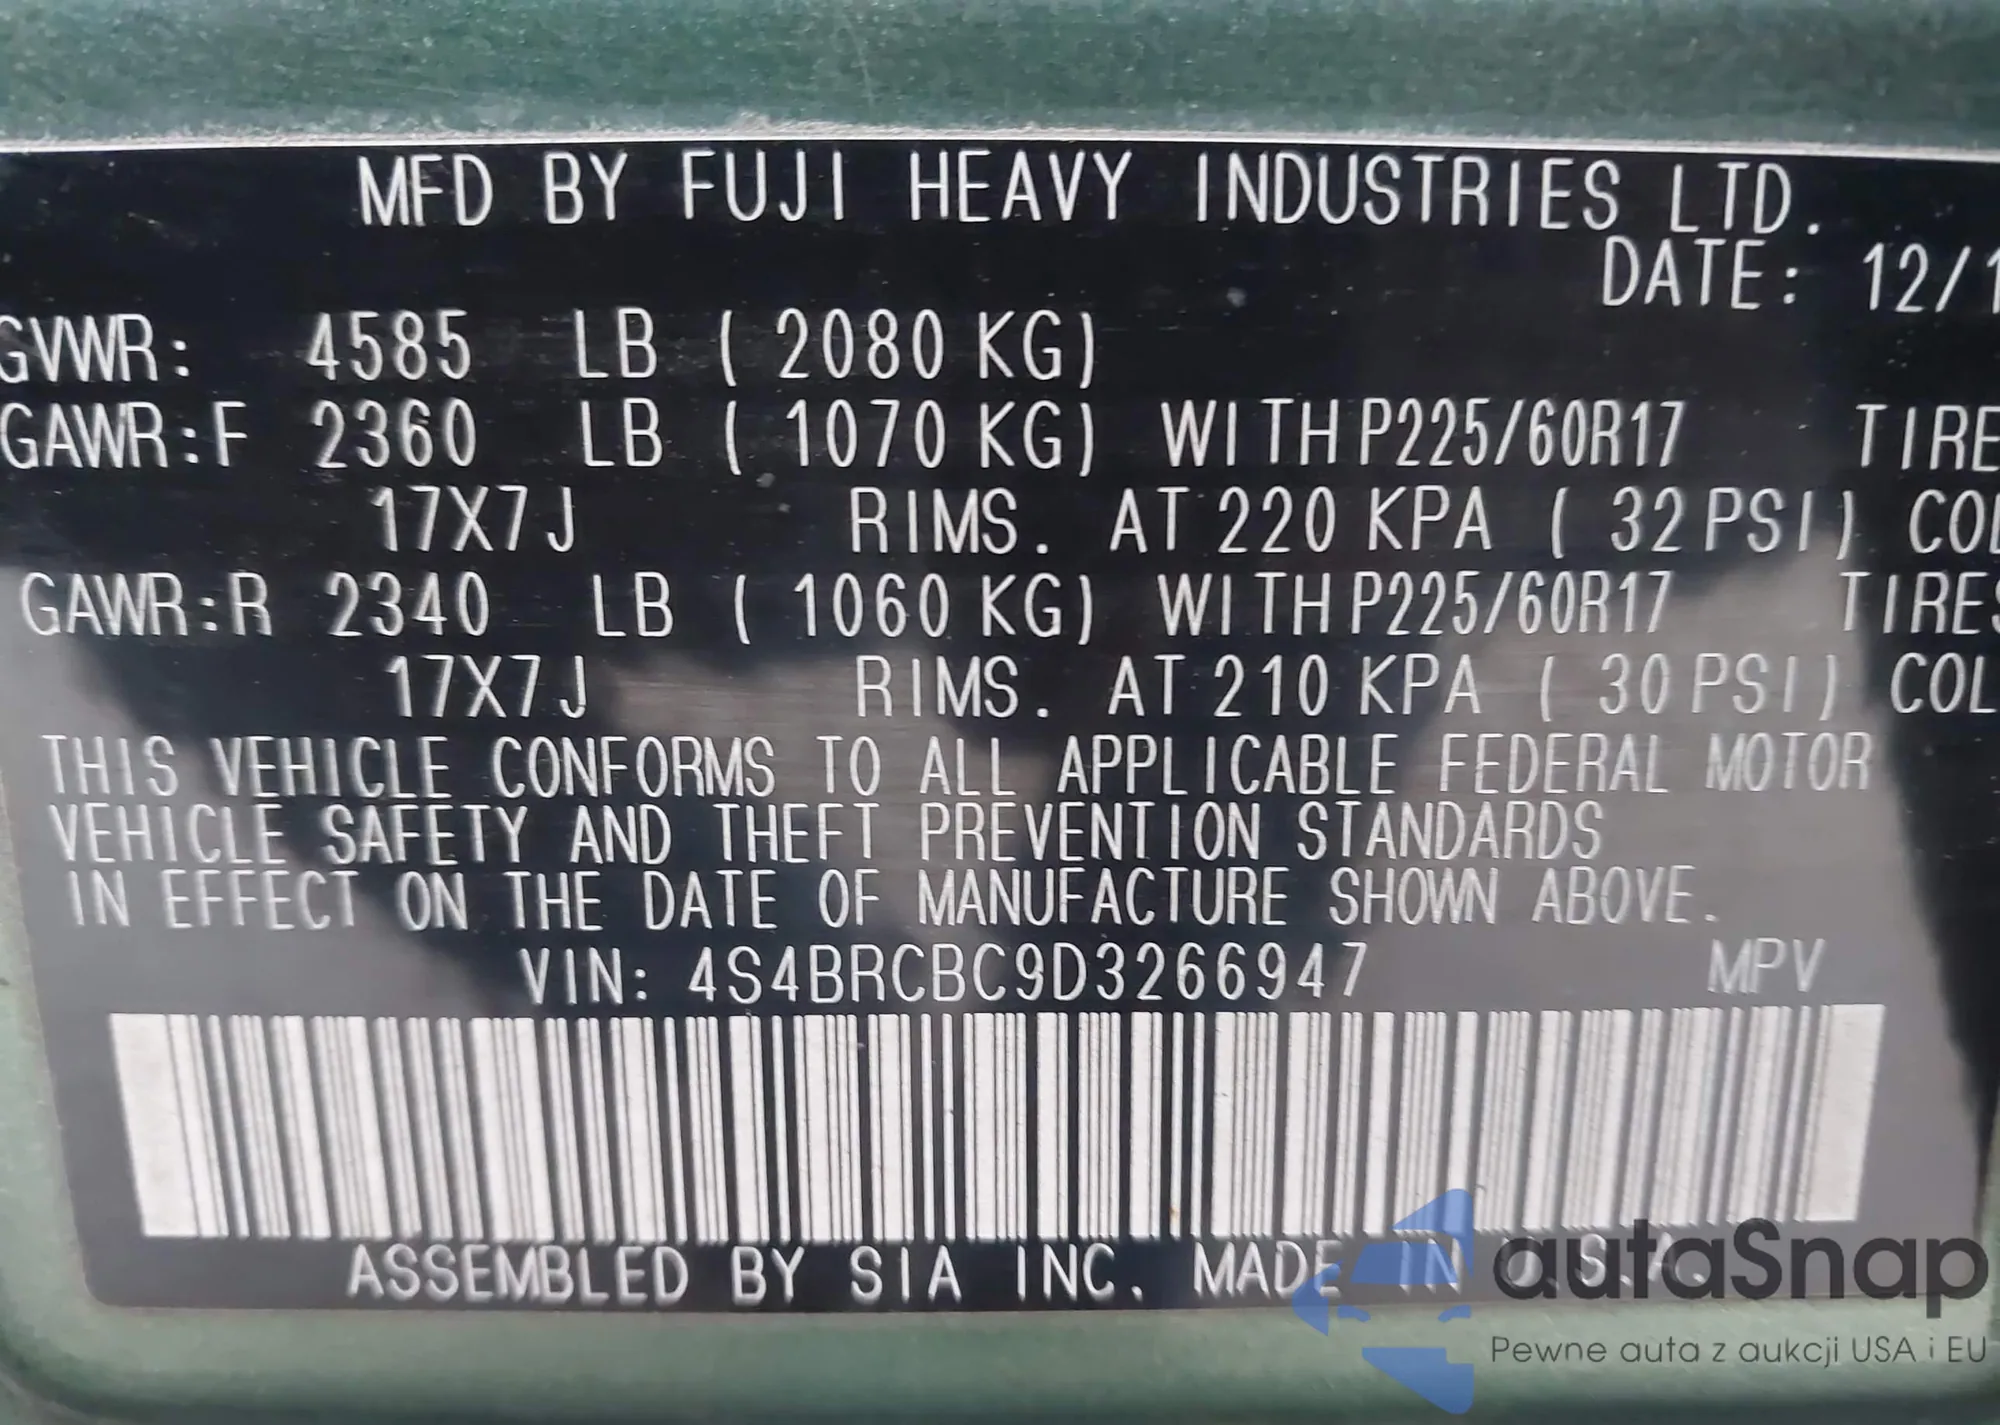 MFD BY FUJI HEAVY INDUSTRIES LTD.
DATE: 12/1
GVWR: 4585 LB ( 2080 KG)
GAWR:F 2360 LB ( 1070 KG) WITH P225/60R17 TIRE
17X7J RIMS. AT 220 KPA ( 32 PSI) COL
GAWR:R 2340 LB ( 1060 KG) WITH P225/60R17 TIRES
17X7J RIMS. AT 210 KPA ( 30 PSI) COL
THIS VEHICLE CONFORMS TO ALL APPLICABLE FEDERAL MOTOR
VEHICLE SAFETY AND THEFT PREVENTION STANDARDS
IN EFFECT ON THE DATE OF MANUFACTURE SHOWN ABOVE.
VIN: 4S4BRCBC9D3266947 MPV
ASSEMBLED BY SIA INC. MADE IN U.S.A.
autaSnap
Pewne auta z aukcji USA i EU